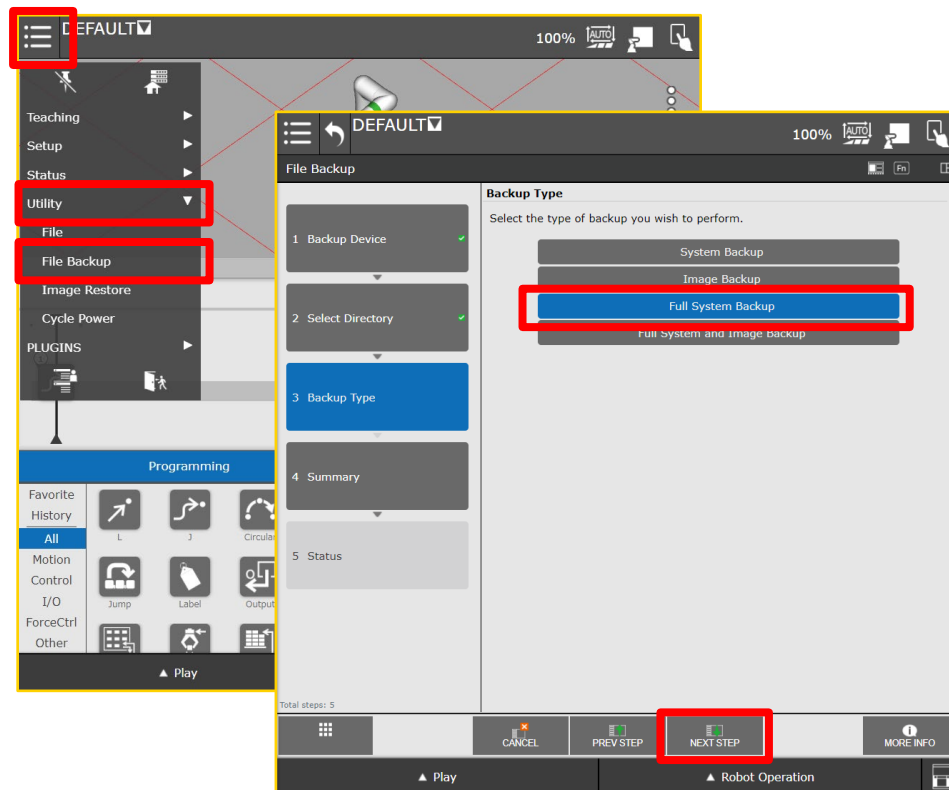 DEFAULT
100%
AUTO
Teaching
Setup
Status
Utility
File
File Backup
Image Restore
Cycle Power
PLUGINS
Programming
Favorite
History
All
Motion
Control
I/O
ForceCtrl
Other
L
J
Jump
Label
▲ Play
DEFAULT
100%
AUTO
File Backup
Fn
1 Backup Device
2 Select Directory
3 Backup Type
4 Summary
5 Status
Total steps: 5
Backup Type
Select the type of backup you wish to perform.
System Backup
Image Backup
Full System Backup
Full System and Image Backup
CANCEL
PREV STEP
NEXT STEP
MORE INFO
▲ Play
▲ Robot Operation